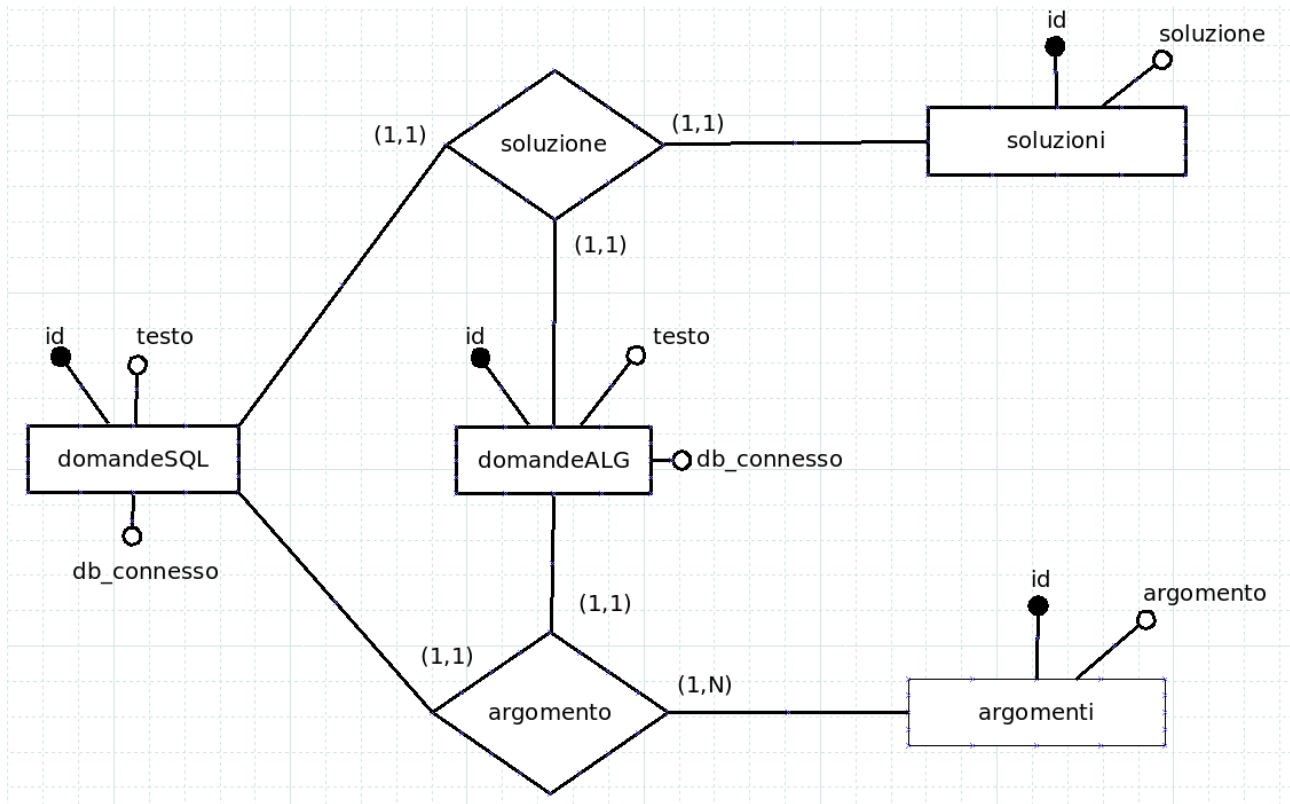 id
soluzione
(1,1)
soluzione
(1,1)
soluzioni
(1,1)
id
testo
id
testo
domandeSQL
domandeALG
db_connesso
db_connesso
id
argomento
(1,1)
(1,1)
(1,N)
argomento
argomenti